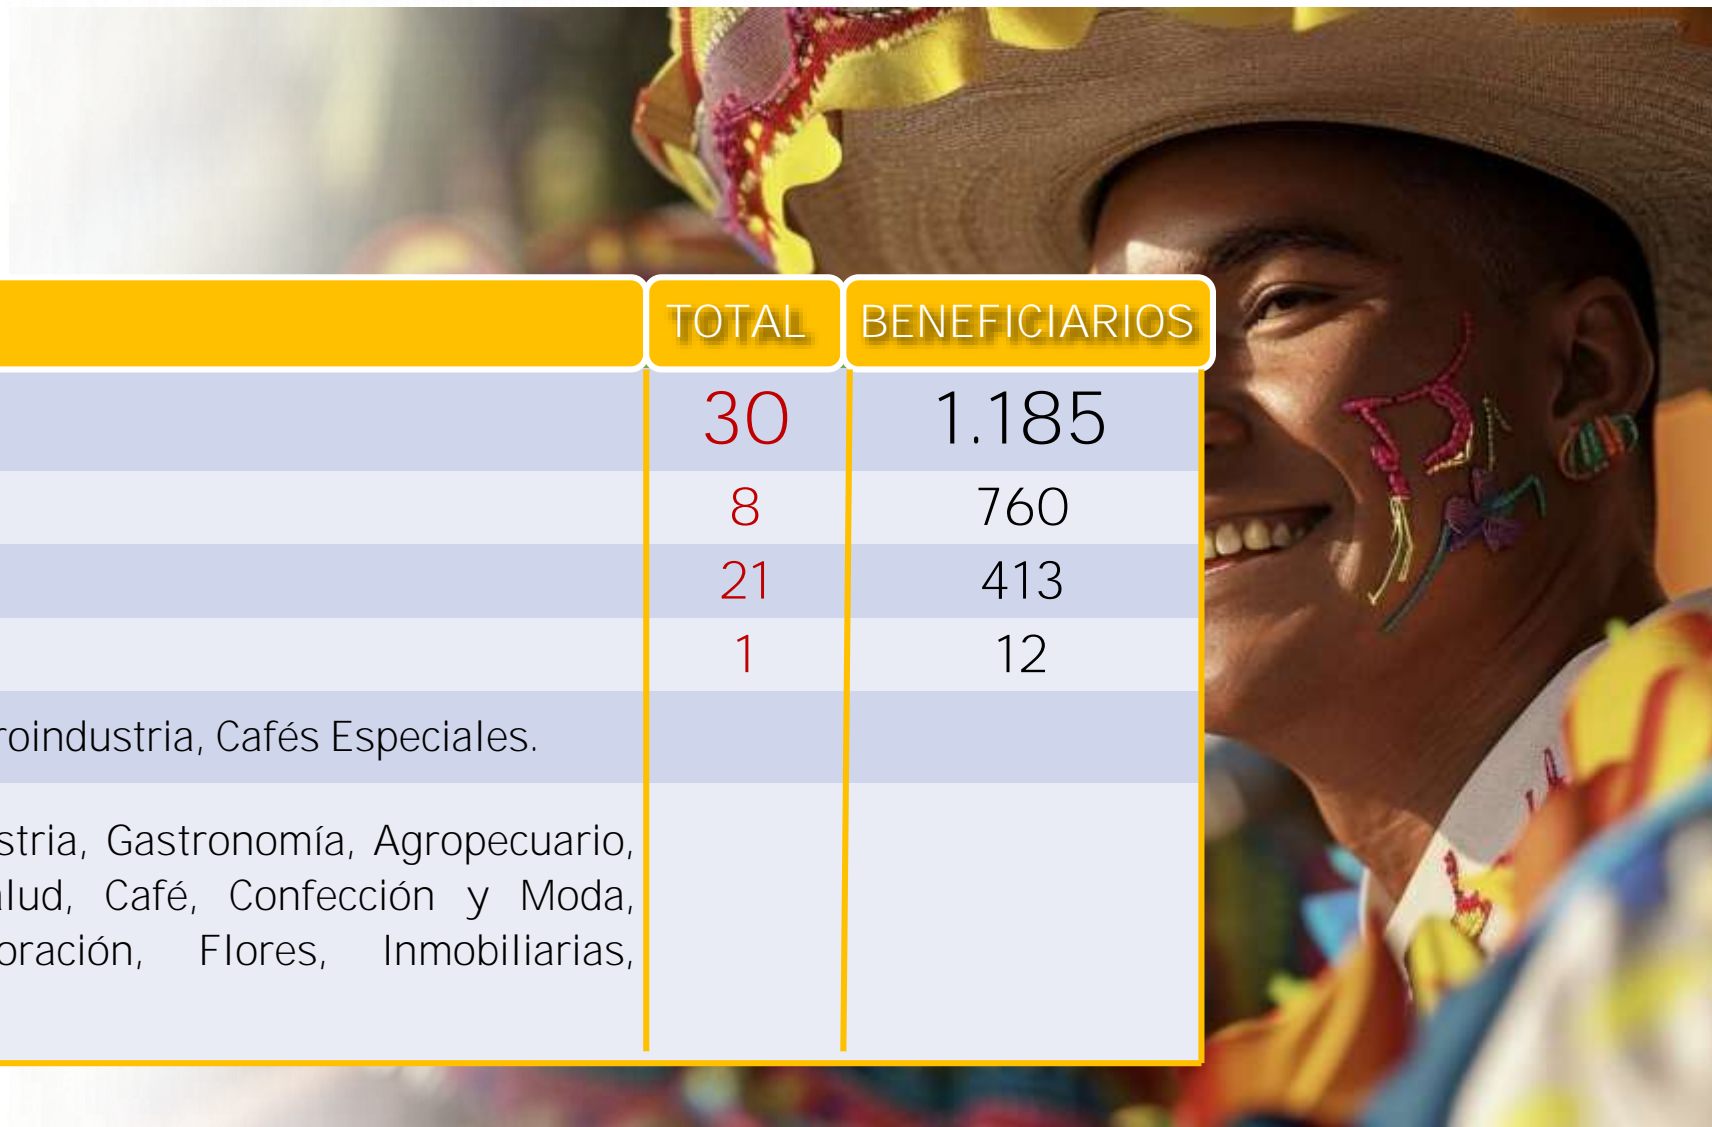 TOTAL BENEFICIARIOS
30 1.185
8 760
21 413
1 12
roindustria, Cafés Especiales.
stria, Gastronomía, Agropecuario,
alud, Café, Confección y Moda,
oración, Flores, Inmobiliarias,